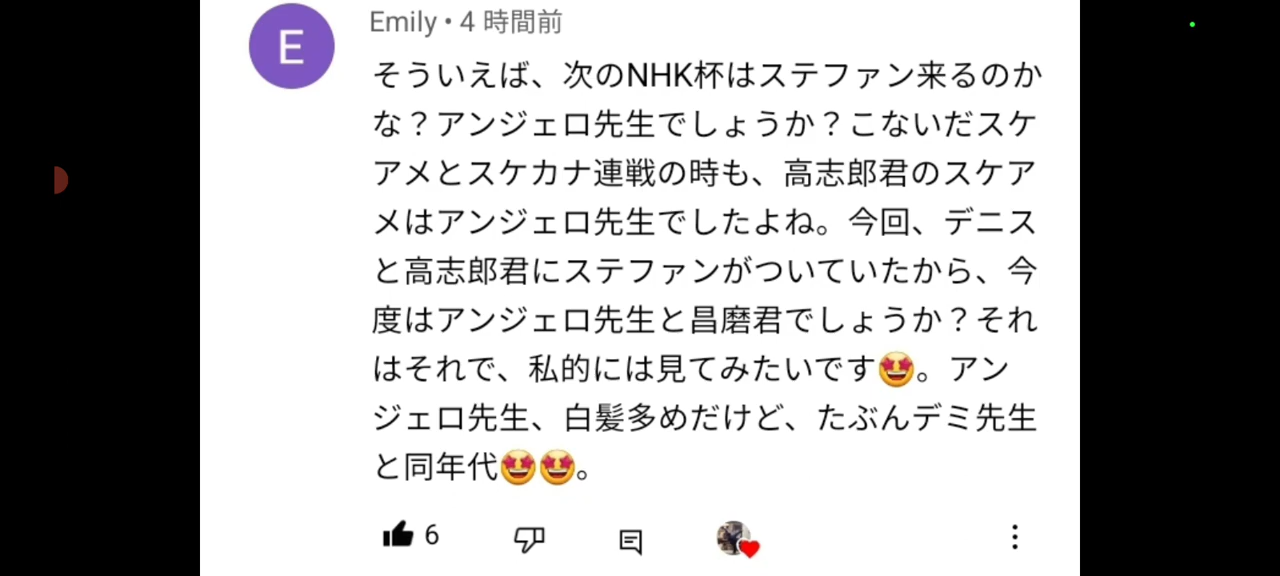 E
Emily • 4 時間前
そういえば、次のNHK杯はステファン来るのか
な？アンジェロ先生でしょうか？こないだスケ
アメとスケカナ連戦の時も、高志郎君のスケア
メはアンジェロ先生でしたよね。今回、デニス
と高志郎君にステファンがついていたから、今
度はアンジェロ先生と昌磨君でしょうか？それ
はそれで、私的には見てみたいです🤩。アン
ジェロ先生、白髪多めだけど、たぶんデミ先生
と同年代🤩🤩。
6